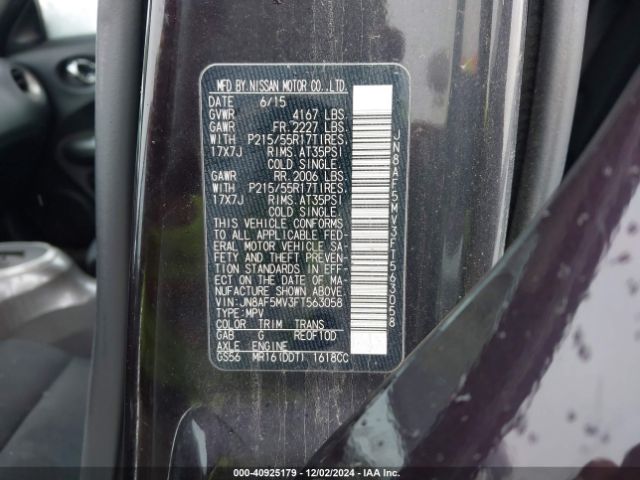 MFD BY NISSAN MOTOR CO., LTD.
DATE 6/15
GVWR 4167 LBS.
GAWR FR. 2227 LBS.
WITH P215/55R17TIRES,
17X7J RIMS, AT35PSI
COLD SINGLE.
GAWR RR. 2006 LBS.
WITH P215/55R17TIRES,
17X7J RIMS, AT35PSI
COLD SINGLE.
THIS VEHICLE CONFORMS
TO ALL APPLICABLE FED-
ERAL MOTOR VEHICLE SA-
FETY AND THEFT PREVEN-
TION STANDARDS IN EFF-
ECT ON THE DATE OF MA-
NUFACTURE SHOWN ABOVE.
VIN: JN8AF5MV3FT563058
TYPE: MPV
COLOR TRIM TRANS
GAB G RE0F10D
AXLE ENGINE
GS56 MR16(DDT) 1618CC
JN8AF5MV3FT563058
000-40925179 - 12/02/2024 - IAA Inc.